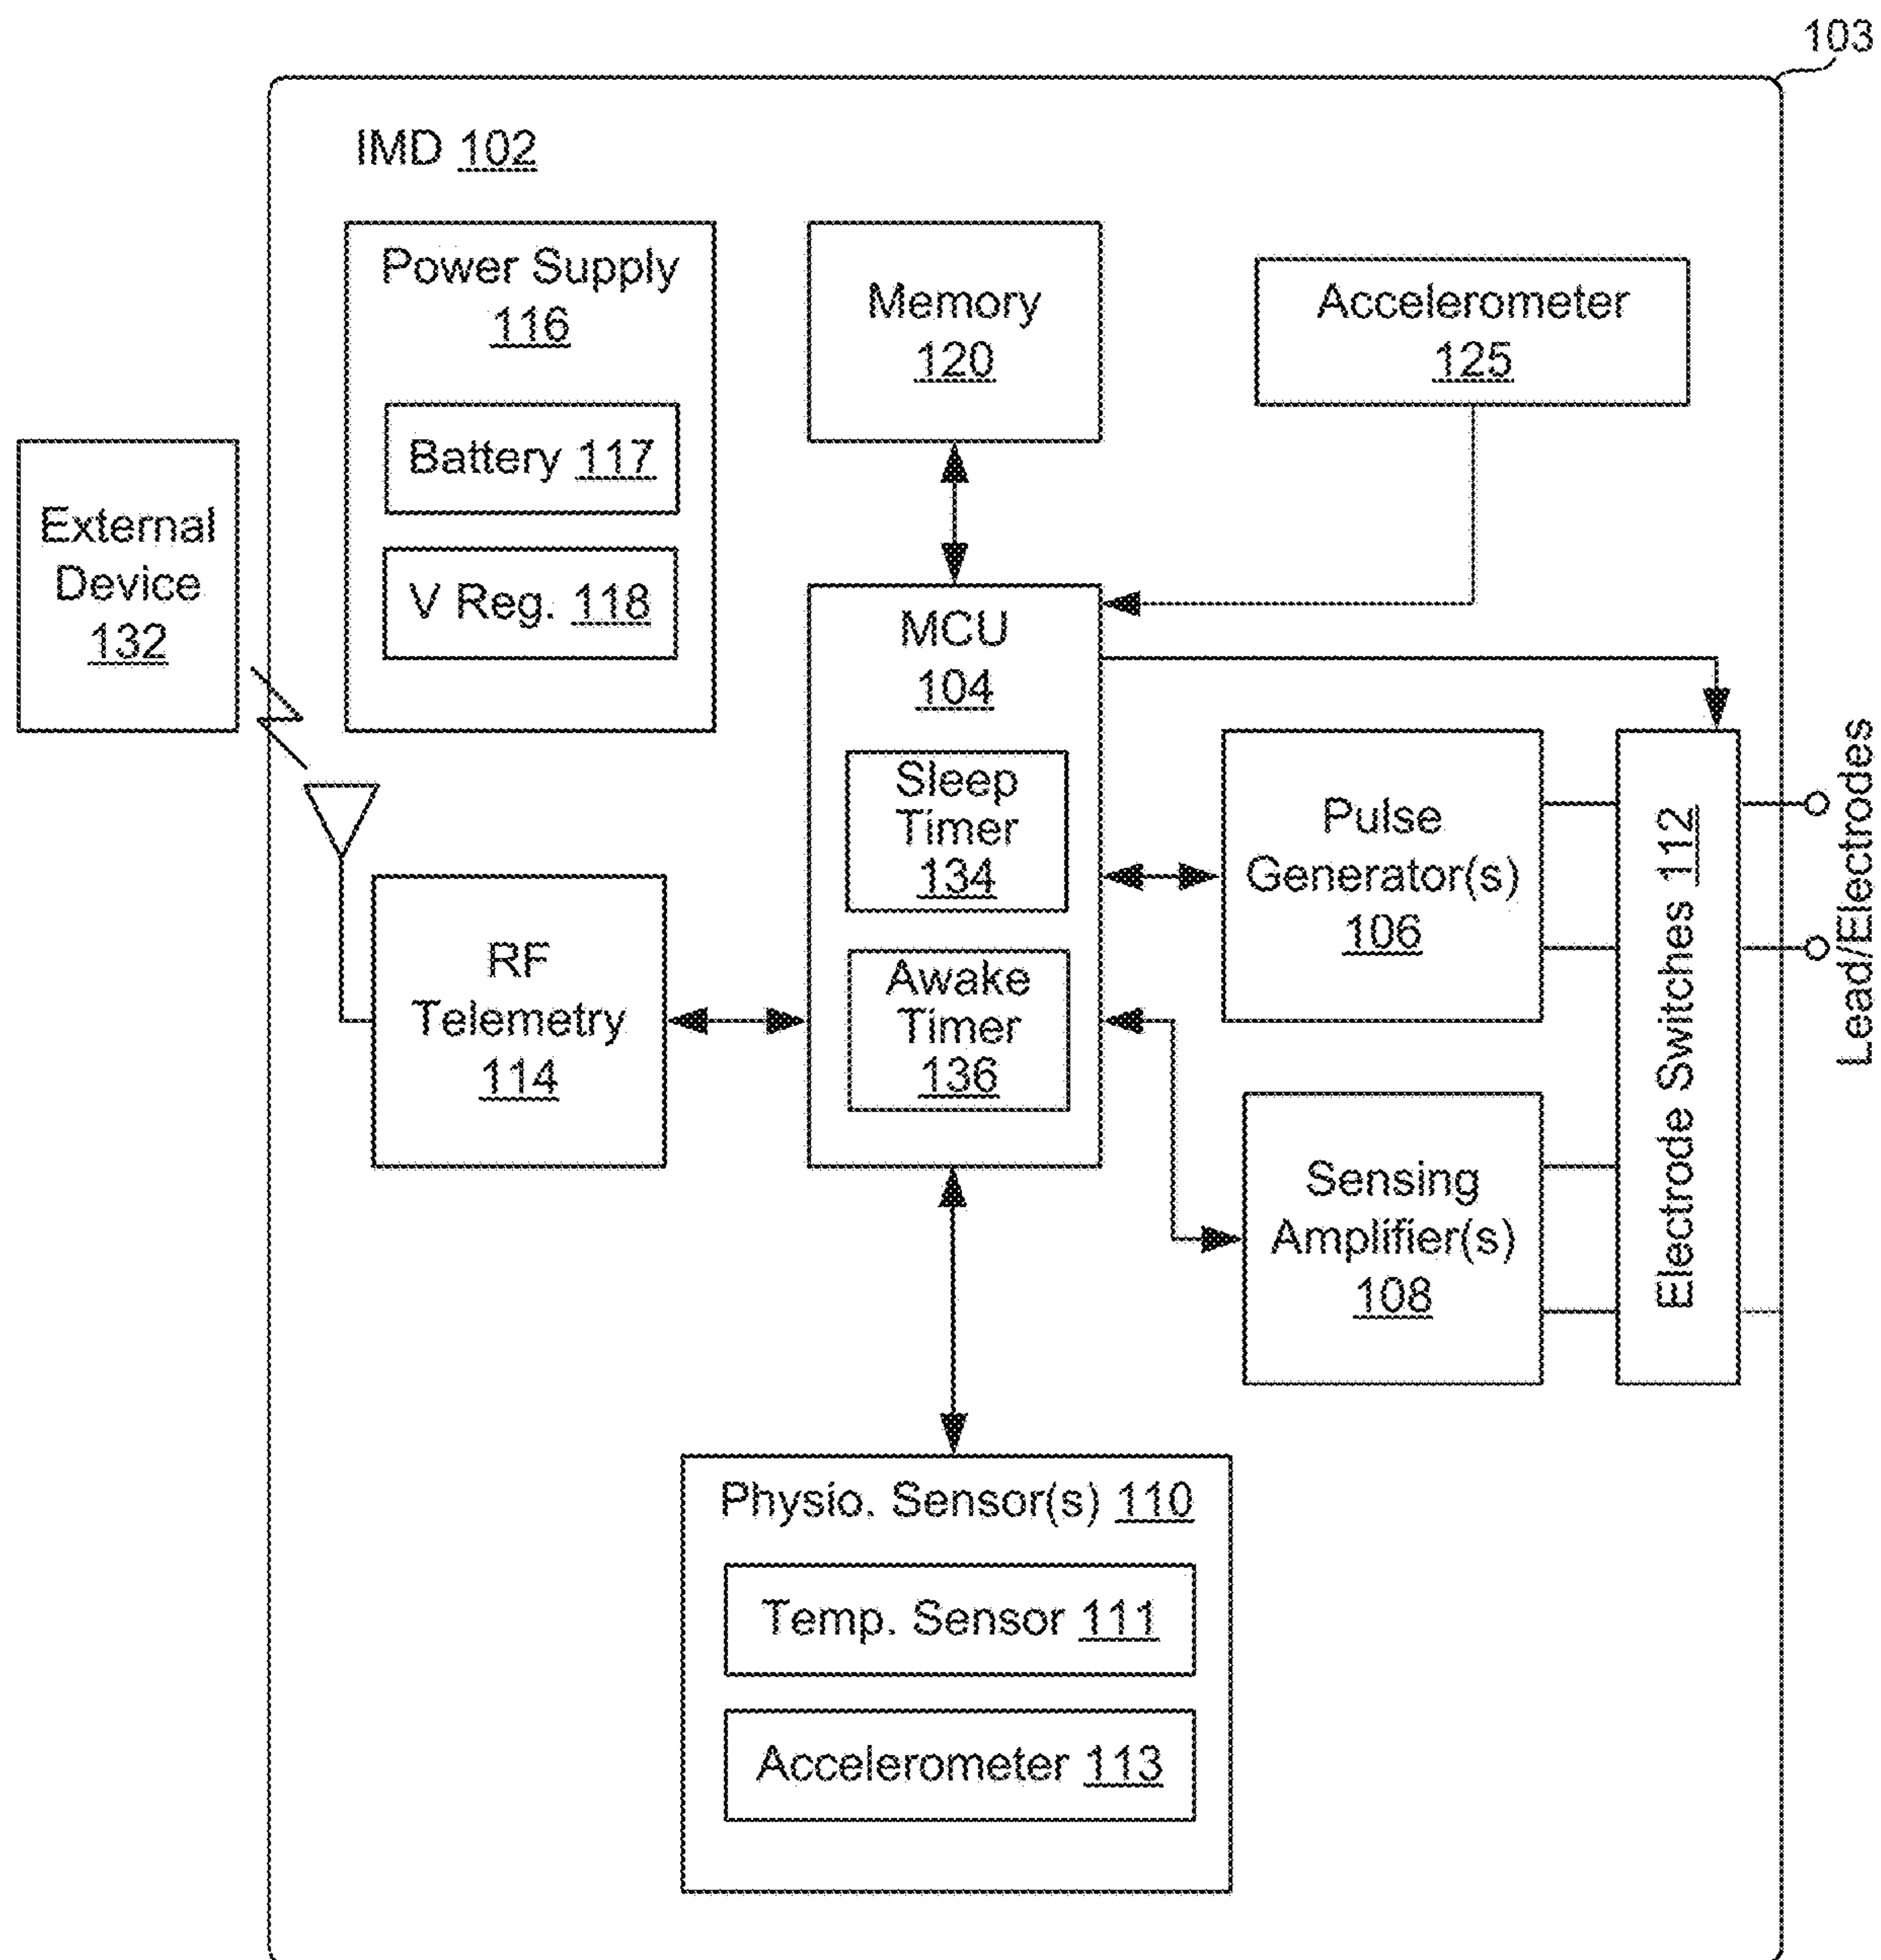 103
IMD 102
Power Supply
116
Battery 117
V Reg. 118
Memory
120
Accelerometer
125
External
Device
132
MCU
104
Sleep
Timer
134
Awake
Timer
136
RF
Telemetry
114
Pulse
Generator(s)
106
Sensing
Amplifier(s)
108
Electrode Switches 112
Lead/Electrodes
Physio. Sensor(s) 110
Temp. Sensor 111
Accelerometer 113